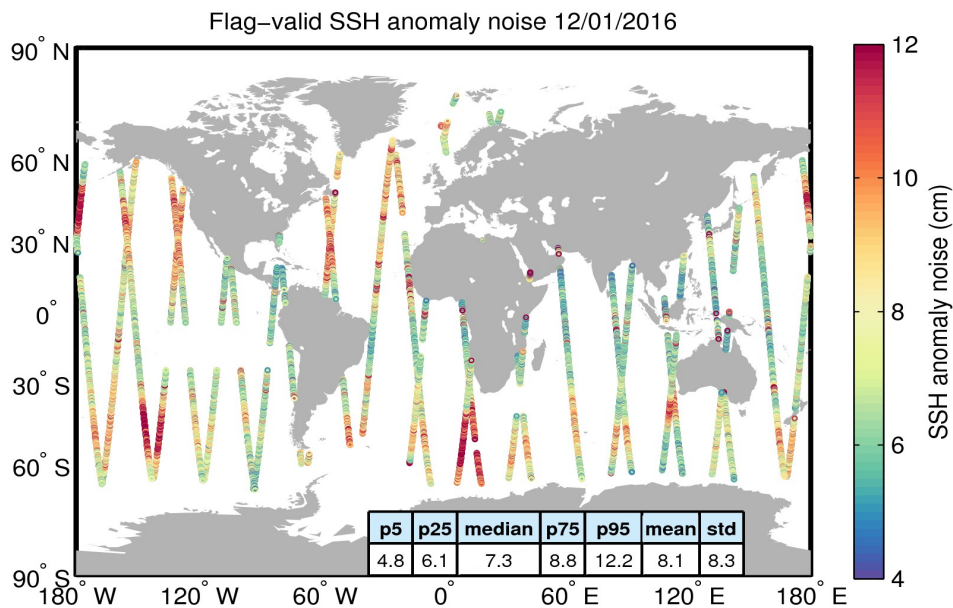 Flag–valid SSH anomaly noise 12/01/2016
90° N
60° N
30° N
0°
30° S
60° S
90° S
180° W
120° W
60° W
0°
60° E
120° E
180° E
p5 p25 median p75 p95 mean std
4.8 6.1 7.3 8.8 12.2 8.1 8.3
12
10
8
6
4
SSH anomaly noise (cm)